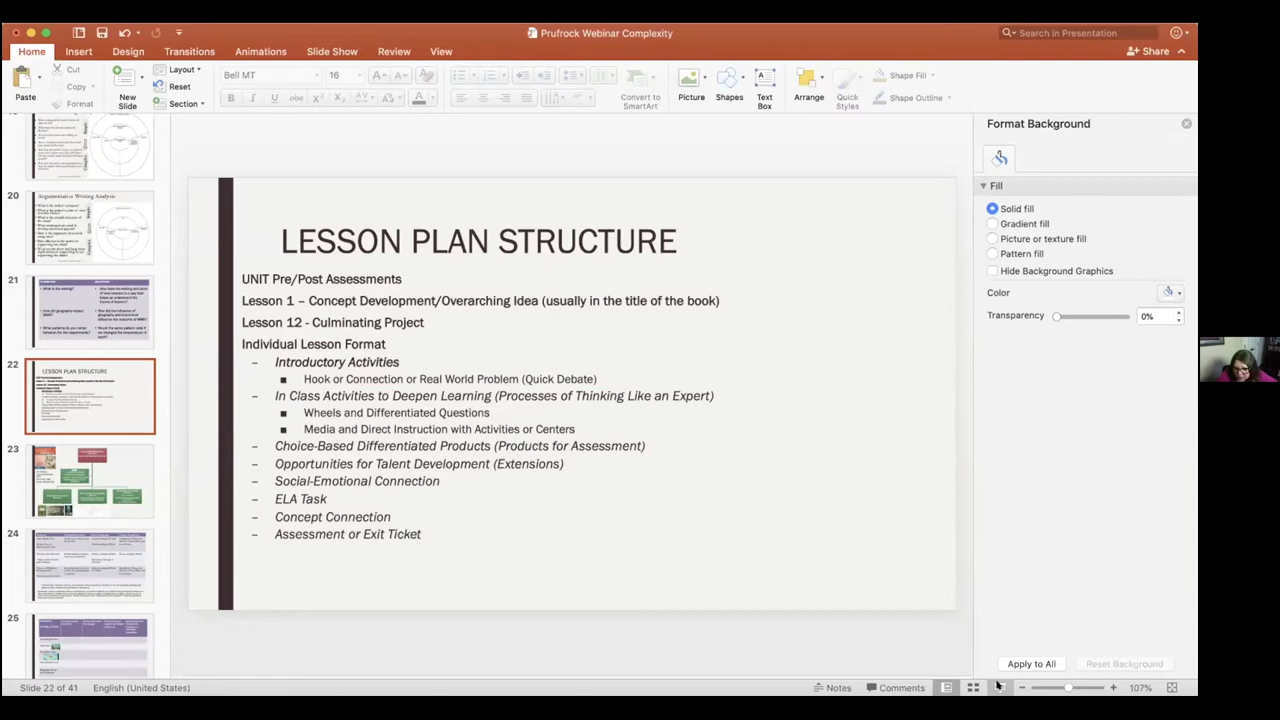 Prufrock Webinar Complexity
Search in Presentation
Home Insert Design Transitions Animations Slide Show Review View Share
Paste Cut Copy Format
New Slide Layout Reset Section
Bell MT 16
Convert to SmartArt
Picture Shapes Text Box Arrange Quick Styles Shape Fill Shape Outline
Format Background
Fill
Solid fill
Gradient fill
Picture or texture fill
Pattern fill
Hide Background Graphics
Color
Transparency 0%
Apply to All Reset Background
20
Argumentative Writing Analysis
21
22
LESSON PLAN STRUCTURE
23
24
25
LESSON PLAN STRUCTURE
UNIT Pre/Post Assessments
Lesson 1 – Concept Development/Overarching Idea (usually in the title of the book)
Lesson 12 - Culminating Project
Individual Lesson Format
– Introductory Activities
■ Hook or Connection or Real World Problem (Quick Debate)
– In Class Activities to Deepen Learning (Processes of Thinking Like an Expert)
■ Wheels and Differentiated Questions
■ Media and Direct Instruction with Activities or Centers
– Choice-Based Differentiated Products (Products for Assessment)
– Opportunities for Talent Development (Extensions)
– Social-Emotional Connection
– ELA Task
– Concept Connection
– Assessment or Exit Ticket
Slide 22 of 41 English (United States)
Notes Comments 107%